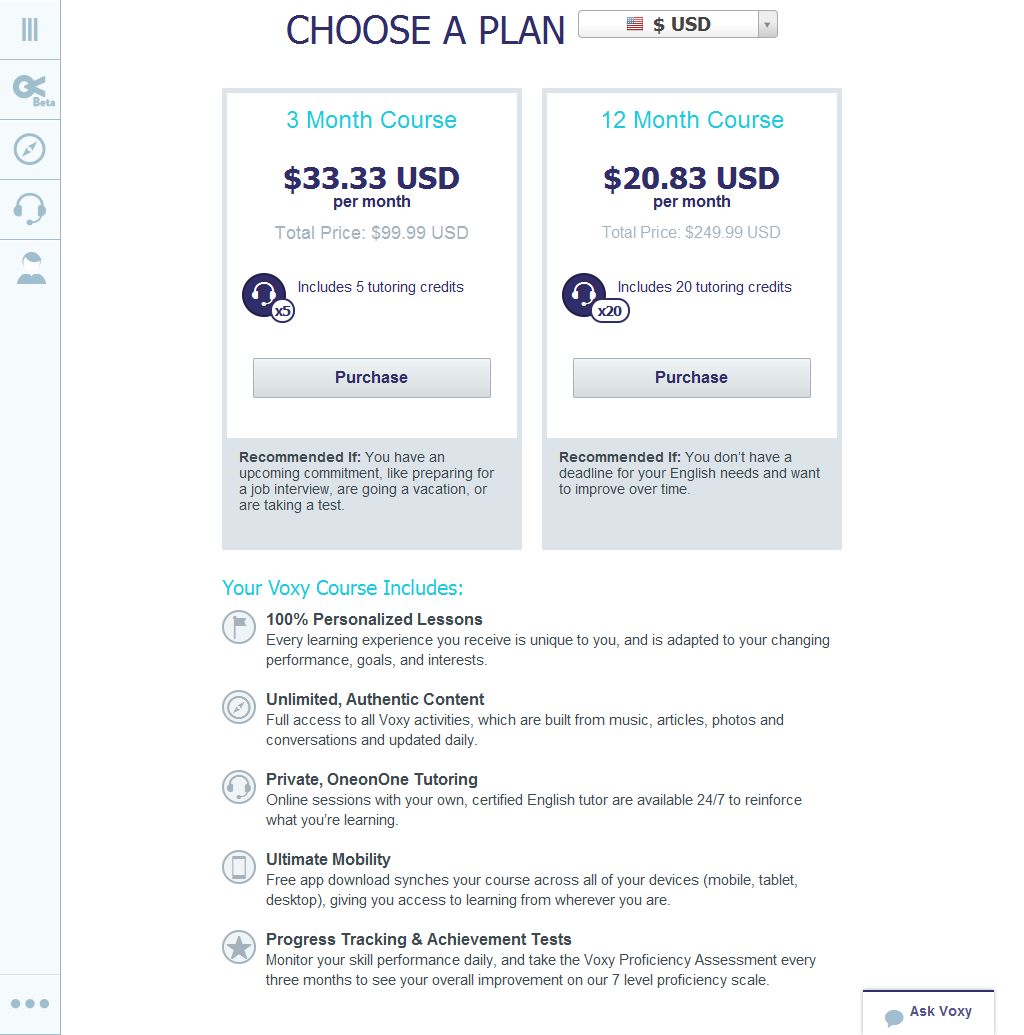 CHOOSE A PLAN
$ USD
Beta
3 Month Course
$33.33 USD
per month
Total Price: $99.99 USD
Includes 5 tutoring credits
x5
Purchase
Recommended If: You have an
upcoming commitment, like preparing for
a job interview, are going a vacation, or
are taking a test.
12 Month Course
$20.83 USD
per month
Total Price: $249.99 USD
Includes 20 tutoring credits
x20
Purchase
Recommended If: You don't have a
deadline for your English needs and want
to improve over time.
Your Voxy Course Includes:
100% Personalized Lessons
Every learning experience you receive is unique to you, and is adapted to your changing
performance, goals, and interests.
Unlimited, Authentic Content
Full access to all Voxy activities, which are built from music, articles, photos and
conversations and updated daily.
Private, OneonOne Tutoring
Online sessions with your own, certified English tutor are available 24/7 to reinforce
what you're learning.
Ultimate Mobility
Free app download synches your course across all of your devices (mobile, tablet,
desktop), giving you access to learning from wherever you are.
Progress Tracking & Achievement Tests
Monitor your skill performance daily, and take the Voxy Proficiency Assessment every
three months to see your overall improvement on our 7 level proficiency scale.
Ask Voxy